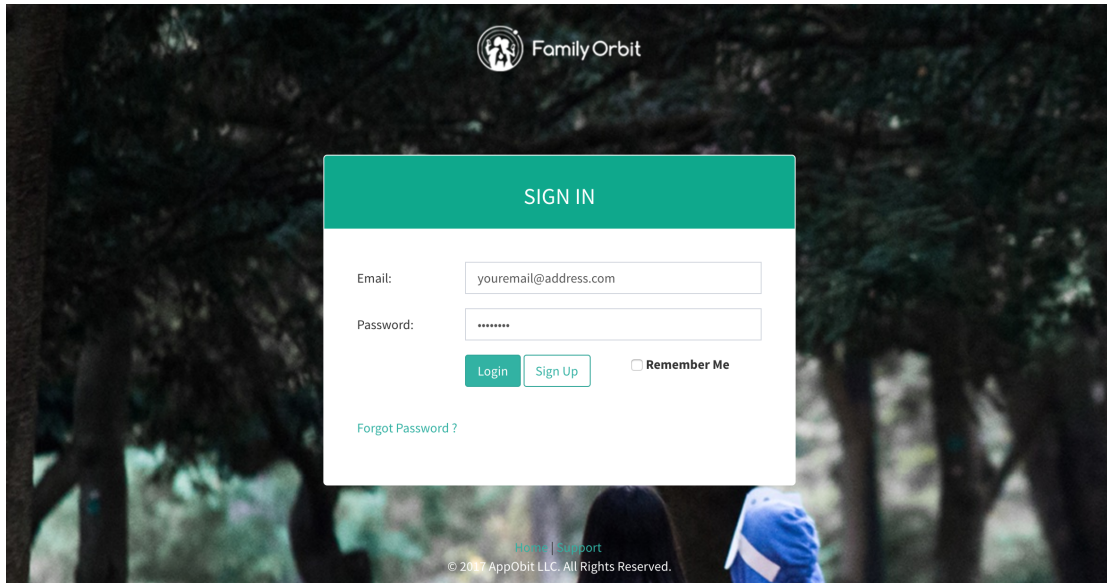 Family Orbit
SIGN IN
Email: youremail@address.com
Password: ••••••••
Login Sign Up Remember Me
Forgot Password ?
Home | Support
© 2017 AppObit LLC. All Rights Reserved.